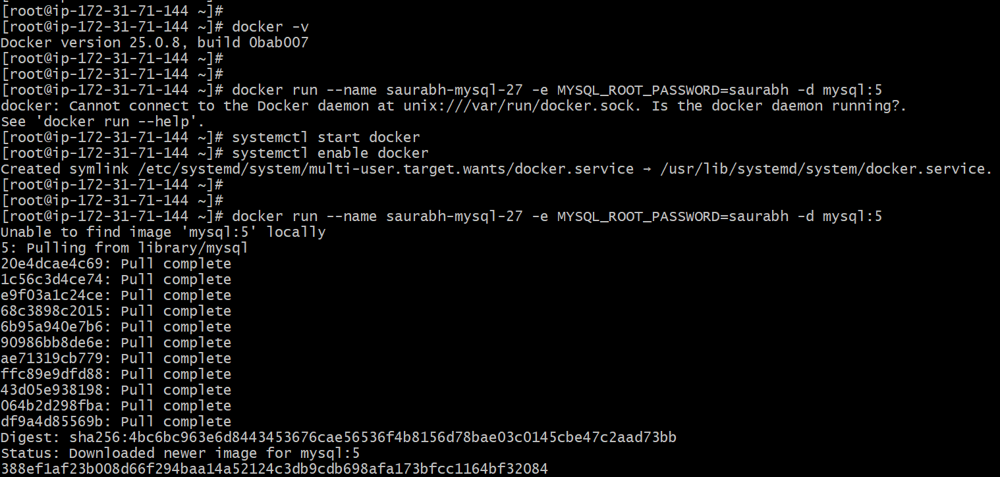 [root@ip-172-31-71-144 ~]#
[root@ip-172-31-71-144 ~]# docker -v
Docker version 25.0.8, build 0bab007
[root@ip-172-31-71-144 ~]#
[root@ip-172-31-71-144 ~]#
[root@ip-172-31-71-144 ~]# docker run --name saurabh-mysql-27 -e MYSQL_ROOT_PASSWORD=saurabh -d mysql:5
docker: Cannot connect to the Docker daemon at unix:///var/run/docker.sock. Is the docker daemon running?.
See 'docker run --help'.
[root@ip-172-31-71-144 ~]# systemctl start docker
[root@ip-172-31-71-144 ~]# systemctl enable docker
Created symlink /etc/systemd/system/multi-user.target.wants/docker.service → /usr/lib/systemd/system/docker.service.
[root@ip-172-31-71-144 ~]#
[root@ip-172-31-71-144 ~]#
[root@ip-172-31-71-144 ~]# docker run --name saurabh-mysql-27 -e MYSQL_ROOT_PASSWORD=saurabh -d mysql:5
Unable to find image 'mysql:5' locally
5: Pulling from library/mysql
20e4dcae4c69: Pull complete
1c56c3d4ce74: Pull complete
e9f03a1c24ce: Pull complete
68c3898c2015: Pull complete
6b95a940e7b6: Pull complete
90986bb8de6e: Pull complete
ae71319cb779: Pull complete
ffc89e9dfd88: Pull complete
43d05e938198: Pull complete
064b2d298fba: Pull complete
df9a4d85569b: Pull complete
Digest: sha256:4bc6bc963e6d8443453676cae56536f4b8156d78bae03c0145cbe47c2aad73bb
Status: Downloaded newer image for mysql:5
388ef1af23b008d66f294baa14a52124c3db9cdb698afa173bfcc1164bf32084